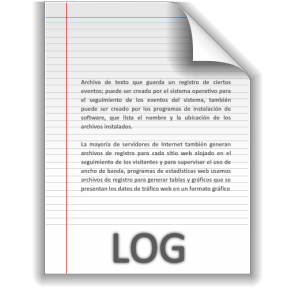 Archivo de texto que guarda un registro de ciertos
eventos; puede ser creado por el sistema operativo para
el seguimiento de los eventos del sistema, también
puede ser creado por los programas de instalación de
software, que lista el nombre y la ubicación de los
archivos instalados.
La mayoría de servidores de Internet también generan
archivos de registro para cada sitio web alojado en el
seguimiento de los visitantes y para supervisar el uso de
ancho de banda, programas de estadísticas web usamos
archivos de registro para generar tablas y gráficos que se
presentan los datos de tráfico web en un formato gráfico
LOG